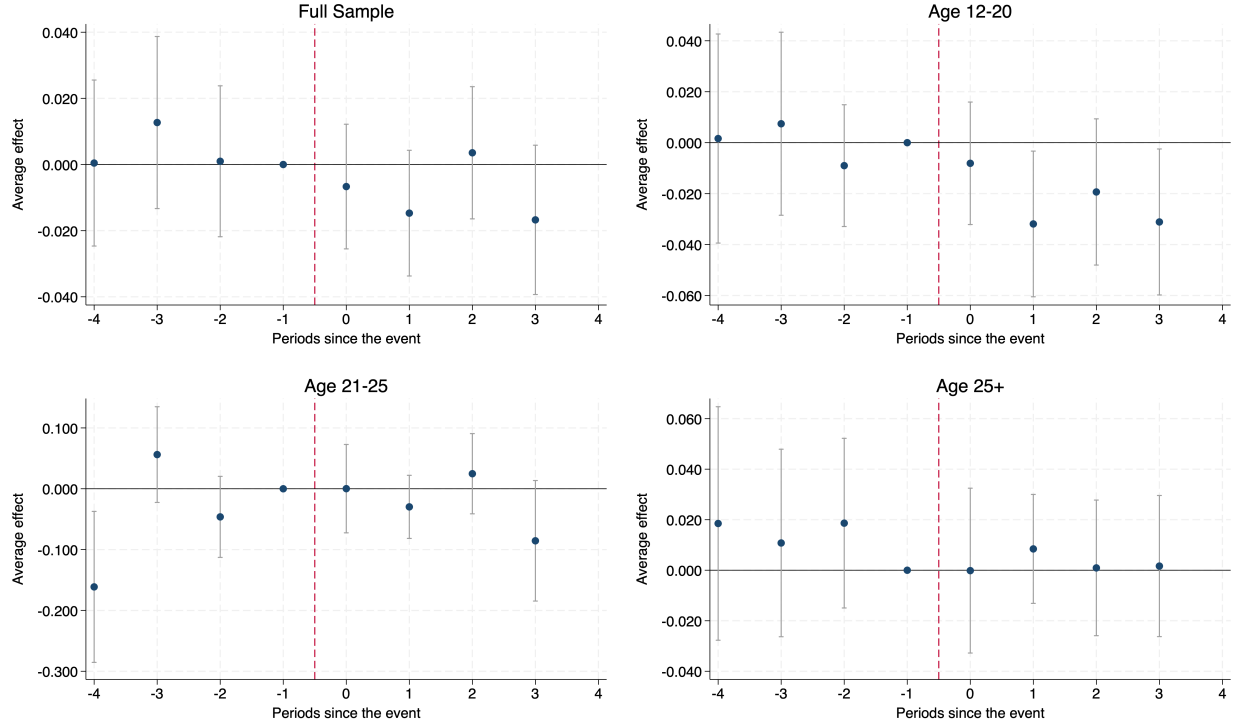 Full Sample
0.040
0.020
0.000
-0.020
-0.040
Average effect
-4 -3 -2 -1 0 1 2 3 4
Periods since the event
Age 12-20
0.040
0.020
0.000
-0.020
-0.040
-0.060
Average effect
-4 -3 -2 -1 0 1 2 3 4
Periods since the event
Age 21-25
0.100
0.000
-0.100
-0.200
-0.300
Average effect
-4 -3 -2 -1 0 1 2 3 4
Periods since the event
Age 25+
0.060
0.040
0.020
0.000
-0.020
-0.040
Average effect
-4 -3 -2 -1 0 1 2 3 4
Periods since the event